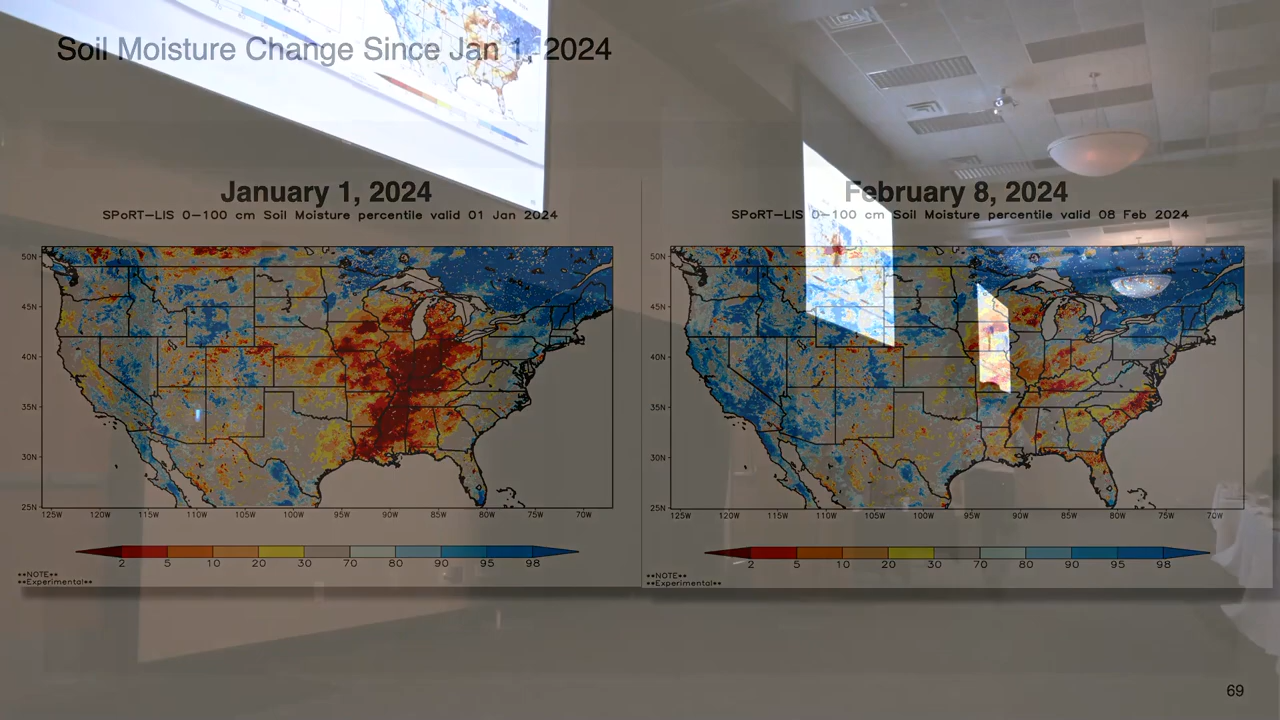 Soil Moisture Change Since Jan 1, 2024
January 1, 2024
SPoRT-LIS 0-100 cm Soil Moisture percentile valid 01 Jan 2024
50N
45N
40N
35N
30N
25N
125W 120W 115W 110W 105W 100W 95W 90W 85W 80W 75W 70W
2 5 10 20 30 70 80 90 95 98
**NOTE**
**Experimental**
February 8, 2024
SPoRT-LIS 0-100 cm Soil Moisture percentile valid 08 Feb 2024
50N
45N
40N
35N
30N
25N
125W 120W 115W 110W 105W 100W 95W 90W 85W 80W 75W 70W
2 5 10 20 30 70 80 90 95 98
**NOTE**
**Experimental**
69